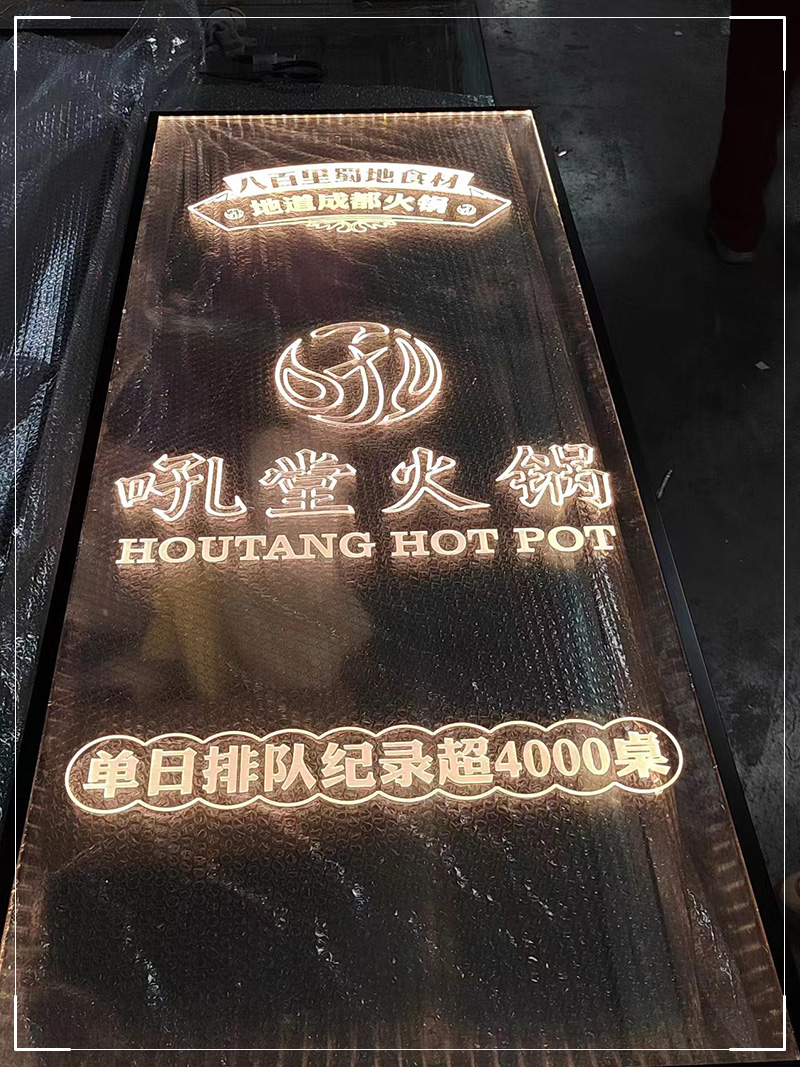 八百里蜀地食材
地道成都火锅
吼堂火锅
HOUTANG HOT POT
单日排队纪录超4000桌